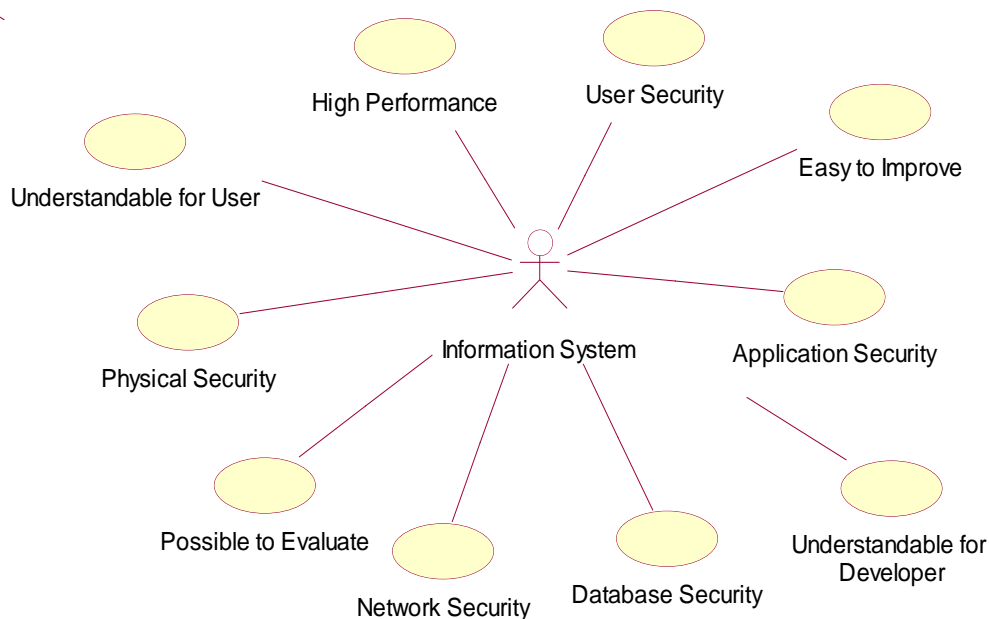 High Performance
User Security
Easy to Improve
Understandable for User
Information System
Application Security
Physical Security
Possible to Evaluate
Network Security
Database Security
Understandable for
Developer